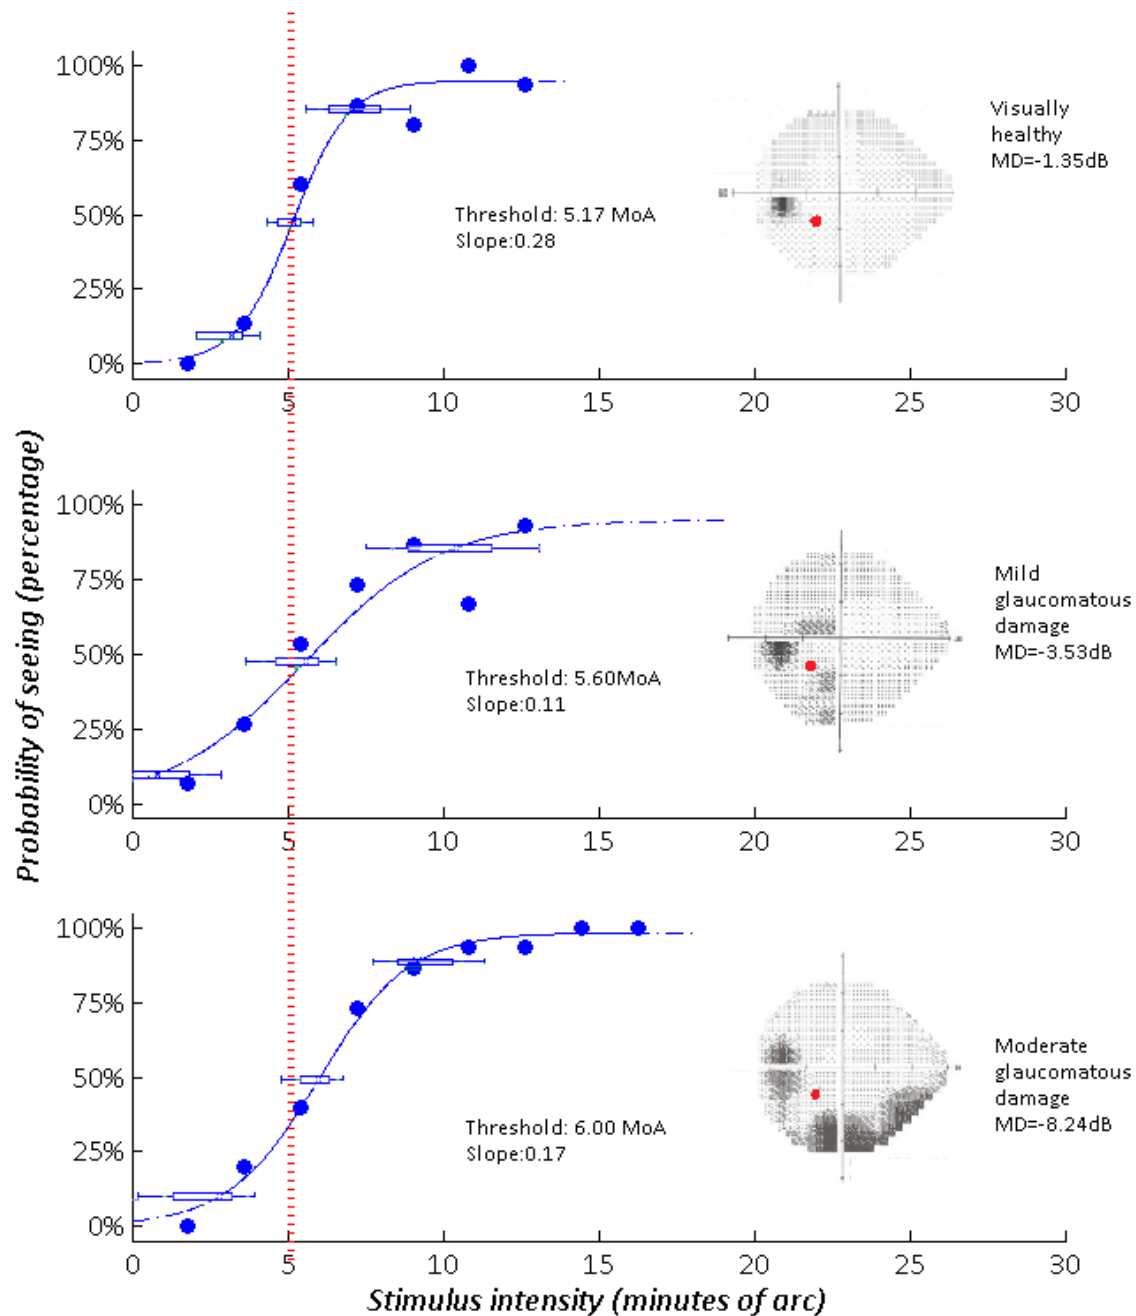 100%
75%
50%
25%
0%
0 5 10 15 20 25 30
Threshold: 5.17 MoA
Slope:0.28
Visually
healthy
MD=-1.35dB
100%
75%
50%
25%
0%
0 5 10 15 20 25 30
Threshold: 5.60MoA
Slope:0.11
Mild
glaucomatous
damage
MD=-3.53dB
100%
75%
50%
25%
0%
0 5 10 15 20 25 30
Threshold: 6.00 MoA
Slope:0.17
Moderate
glaucomatous
damage
MD=-8.24dB
Probability of seeing (percentage)
Stimulus intensity (minutes of arc)